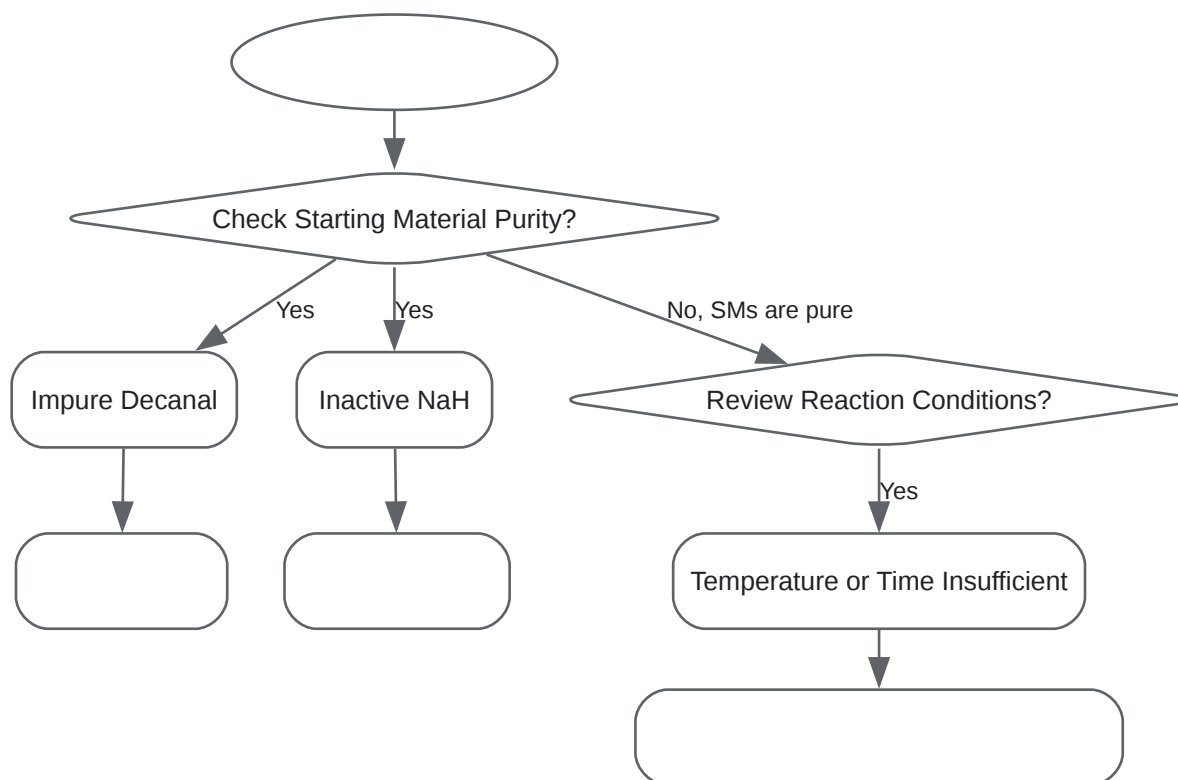 Check Starting Material Purity?
Yes
Yes
No, SMs are pure
Impure Decanal
Inactive NaH
Review Reaction Conditions?
Yes
Temperature or Time Insufficient